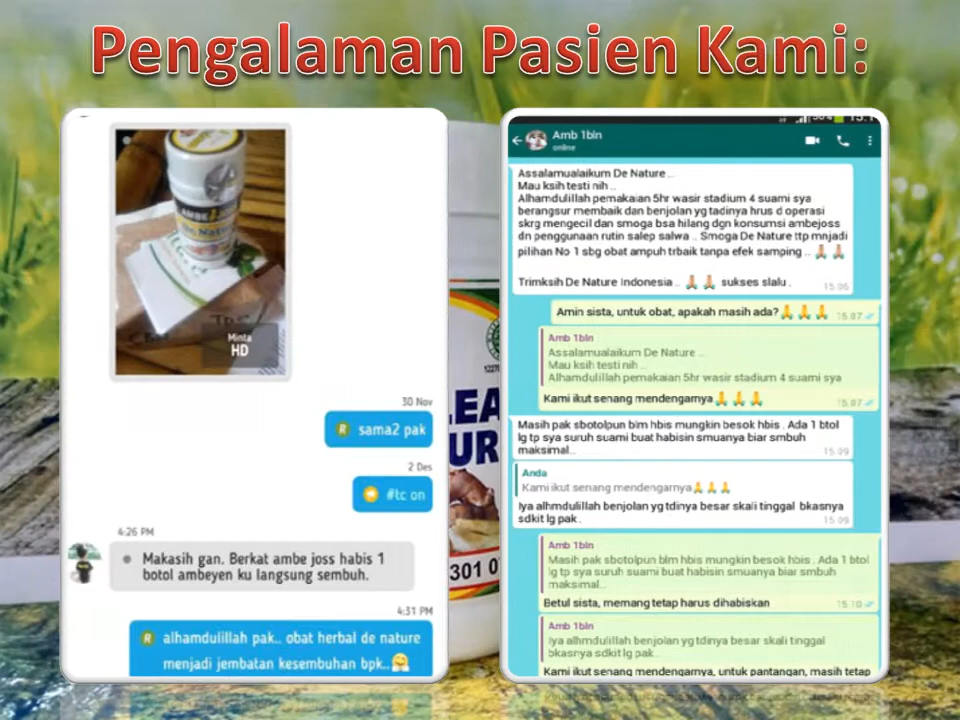 Pengalaman Pasien Kami:
AMBEJOSS
De Nature
Minta
HD
30 Nov
R sama2 pak
2 Des
#tc on
4:26 PM
Makasih gan. Berkat ambe joss habis 1
botol ambeyen ku langsung sembuh.
4:31 PM
R alhamdulillah pak.. obat herbal de nature
menjadi jembatan kesembuhan bpk..🤗
LEA
UR
301 0
Amb 1bln
online
Assalamualaikum De Nature ..
Mau ksih testi nih ..
Alhamdulillah pemakaian 5hr wasir stadium 4 suami sya
berangsur membaik dan benjolan yg tadinya hrus d operasi
skrg mengecil dan smoga bsa hilang dgn konsumsi ambejoss
dn penggunaan rutin salep salwa .. Smoga De Nature ttp mnjadi
pilihan No 1 sbg obat ampuh trbaik tanpa efek samping .. 🙏🙏
Trimksih De Nature Indonesia .. 🙏🙏 sukses slalu .
15.06
Amin sista, untuk obat, apakah masih ada?🙏🙏🙏 15.07
Amb 1bln
Assalamualaikum De Nature ..
Mau ksih testi nih ..
Alhamdulillah pemakaian 5hr wasir stadium 4 suami sya
Kami ikut senang mendengarnya🙏🙏🙏 15.07
Masih pak sbotolpun blm hbis mungkin besok hbis . Ada 1 btol
lg tp sya suruh suami buat habisin smuanya biar smbuh
maksimal.. 15.09
Anda
Kami ikut senang mendengarnya🙏🙏🙏
Iya alhmdulillah benjolan yg tdinya besar skali tinggal bkasnya
sdkit lg pak . 15.09
Amb 1bln
Masih pak sbotolpun blm hbis mungkin besok hbis . Ada 1 btol
lg tp sya suruh suami buat habisin smuanya biar smbuh
maksimal..
Betul sista, memang tetap harus dihabiskan 15.10
Amb 1bln
Iya alhmdulillah benjolan yg tdinya besar skali tinggal
bkasnya sdkit lg pak .
Kami ikut senang mendengarnya, untuk pantangan, masih tetap